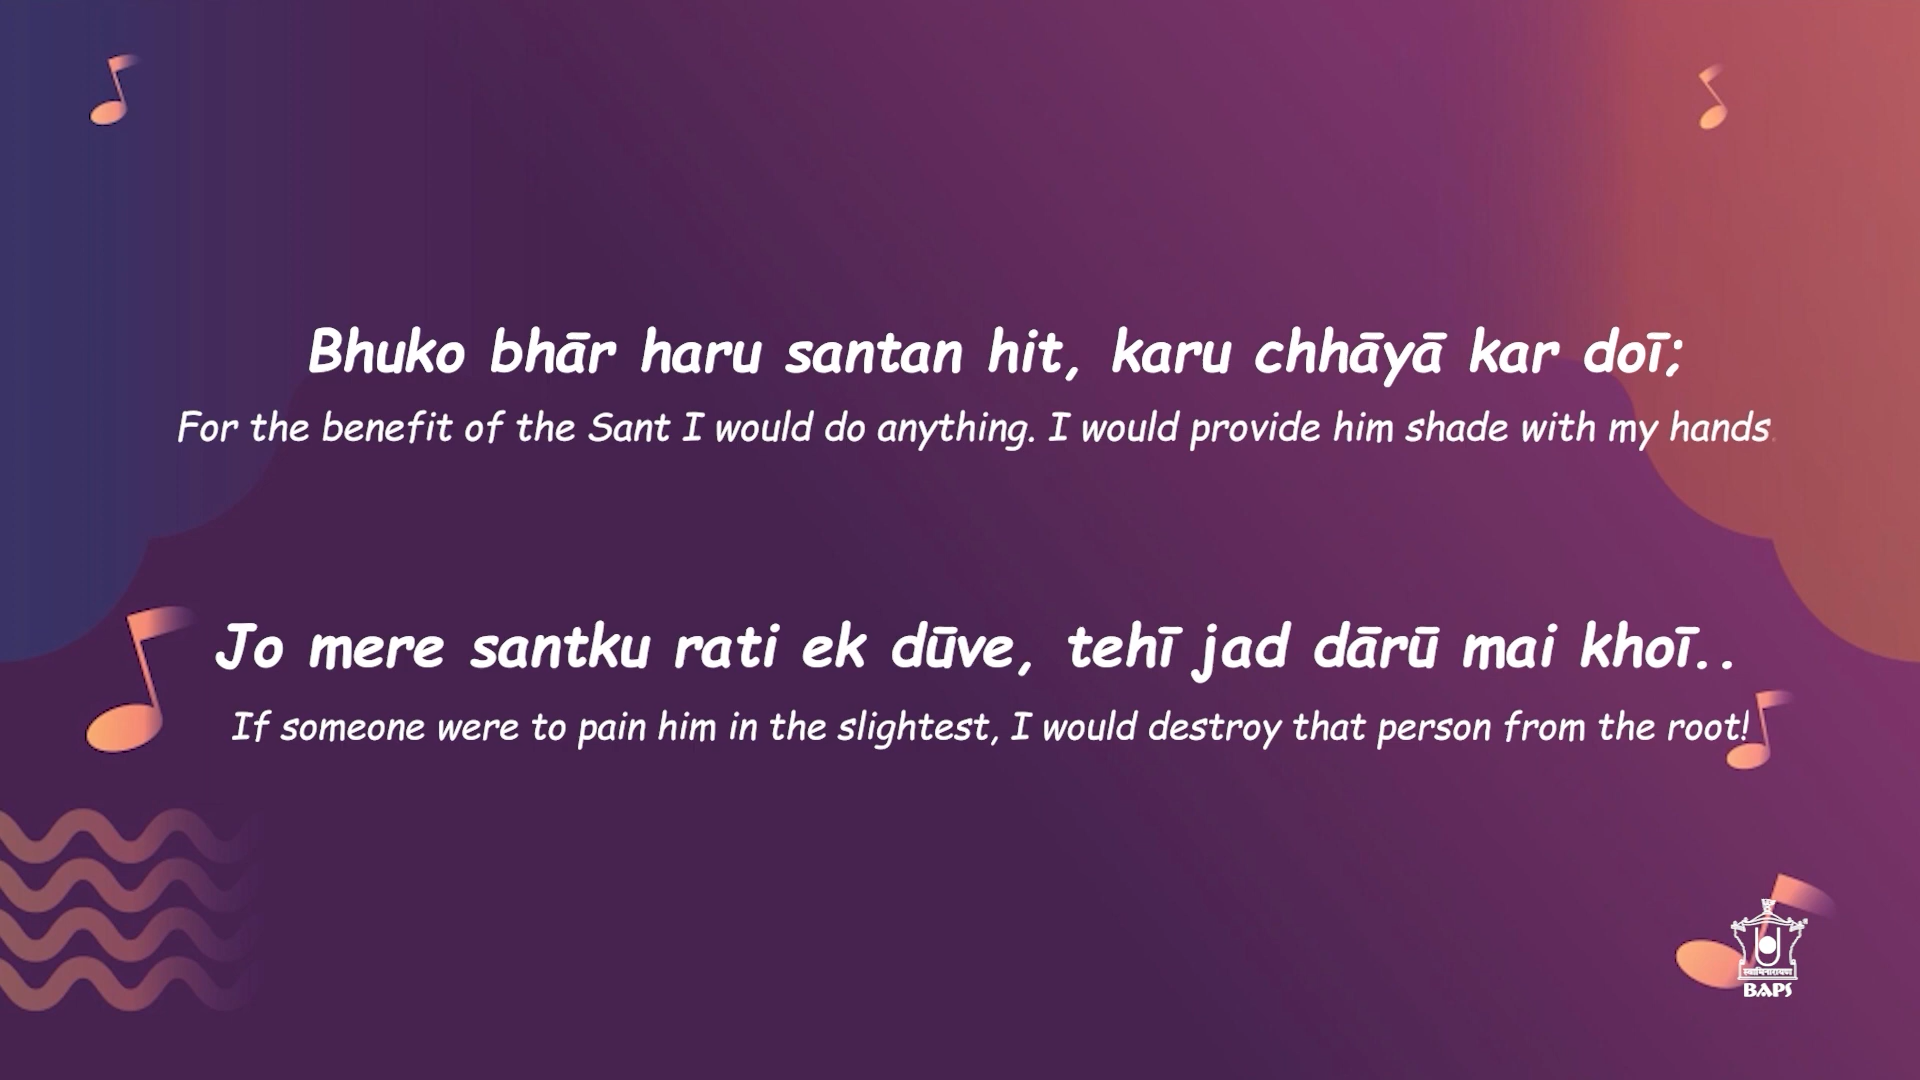 Bhuko bhār haru santan hit, karu chhāyā kar doī;
For the benefit of the Sant I would do anything. I would provide him shade with my hands.
Jo mere santku rati ek dūve, tehī jad dārū mai khoī..
If someone were to pain him in the slightest, I would destroy that person from the root!
स्वामिनारायण
BAPS